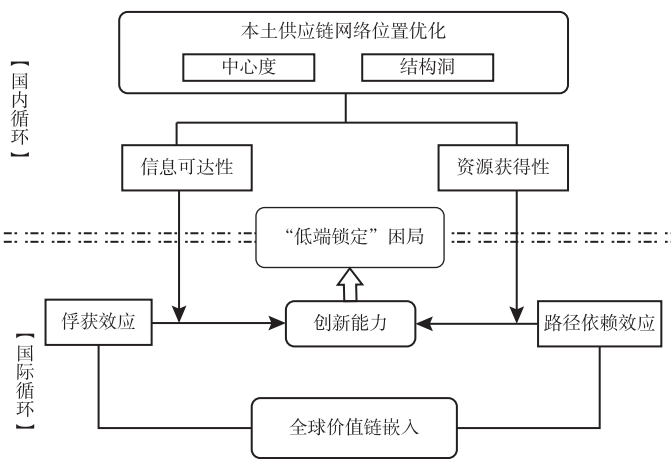 本土供应链网络位置优化
中心度
结构洞
【国内循环】
信息可达性
资源获得性
“低端锁定”困局
俘获效应
创新能力
路径依赖效应
【国际循环】
全球价值链嵌入